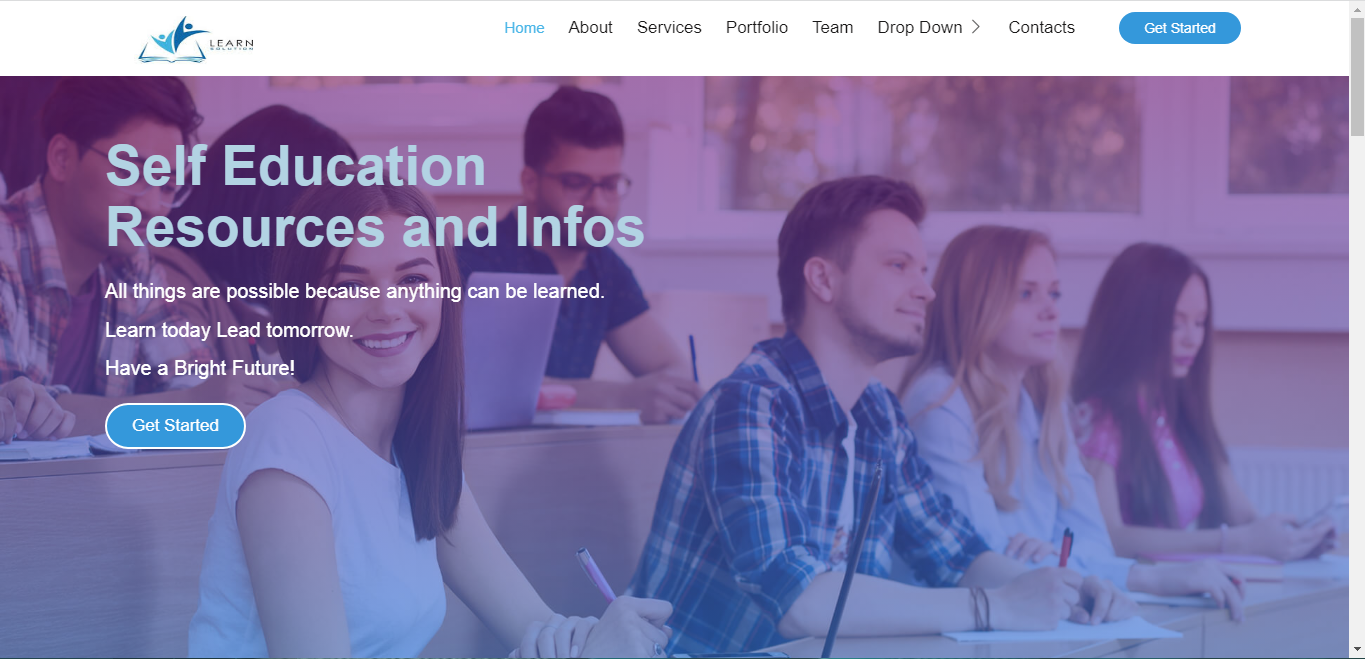 LEARN
SOLUTION
Home About Services Portfolio Team Drop Down Contacts Get Started
Self Education
Resources and Infos
All things are possible because anything can be learned.
Learn today Lead tomorrow.
Have a Bright Future!
Get Started